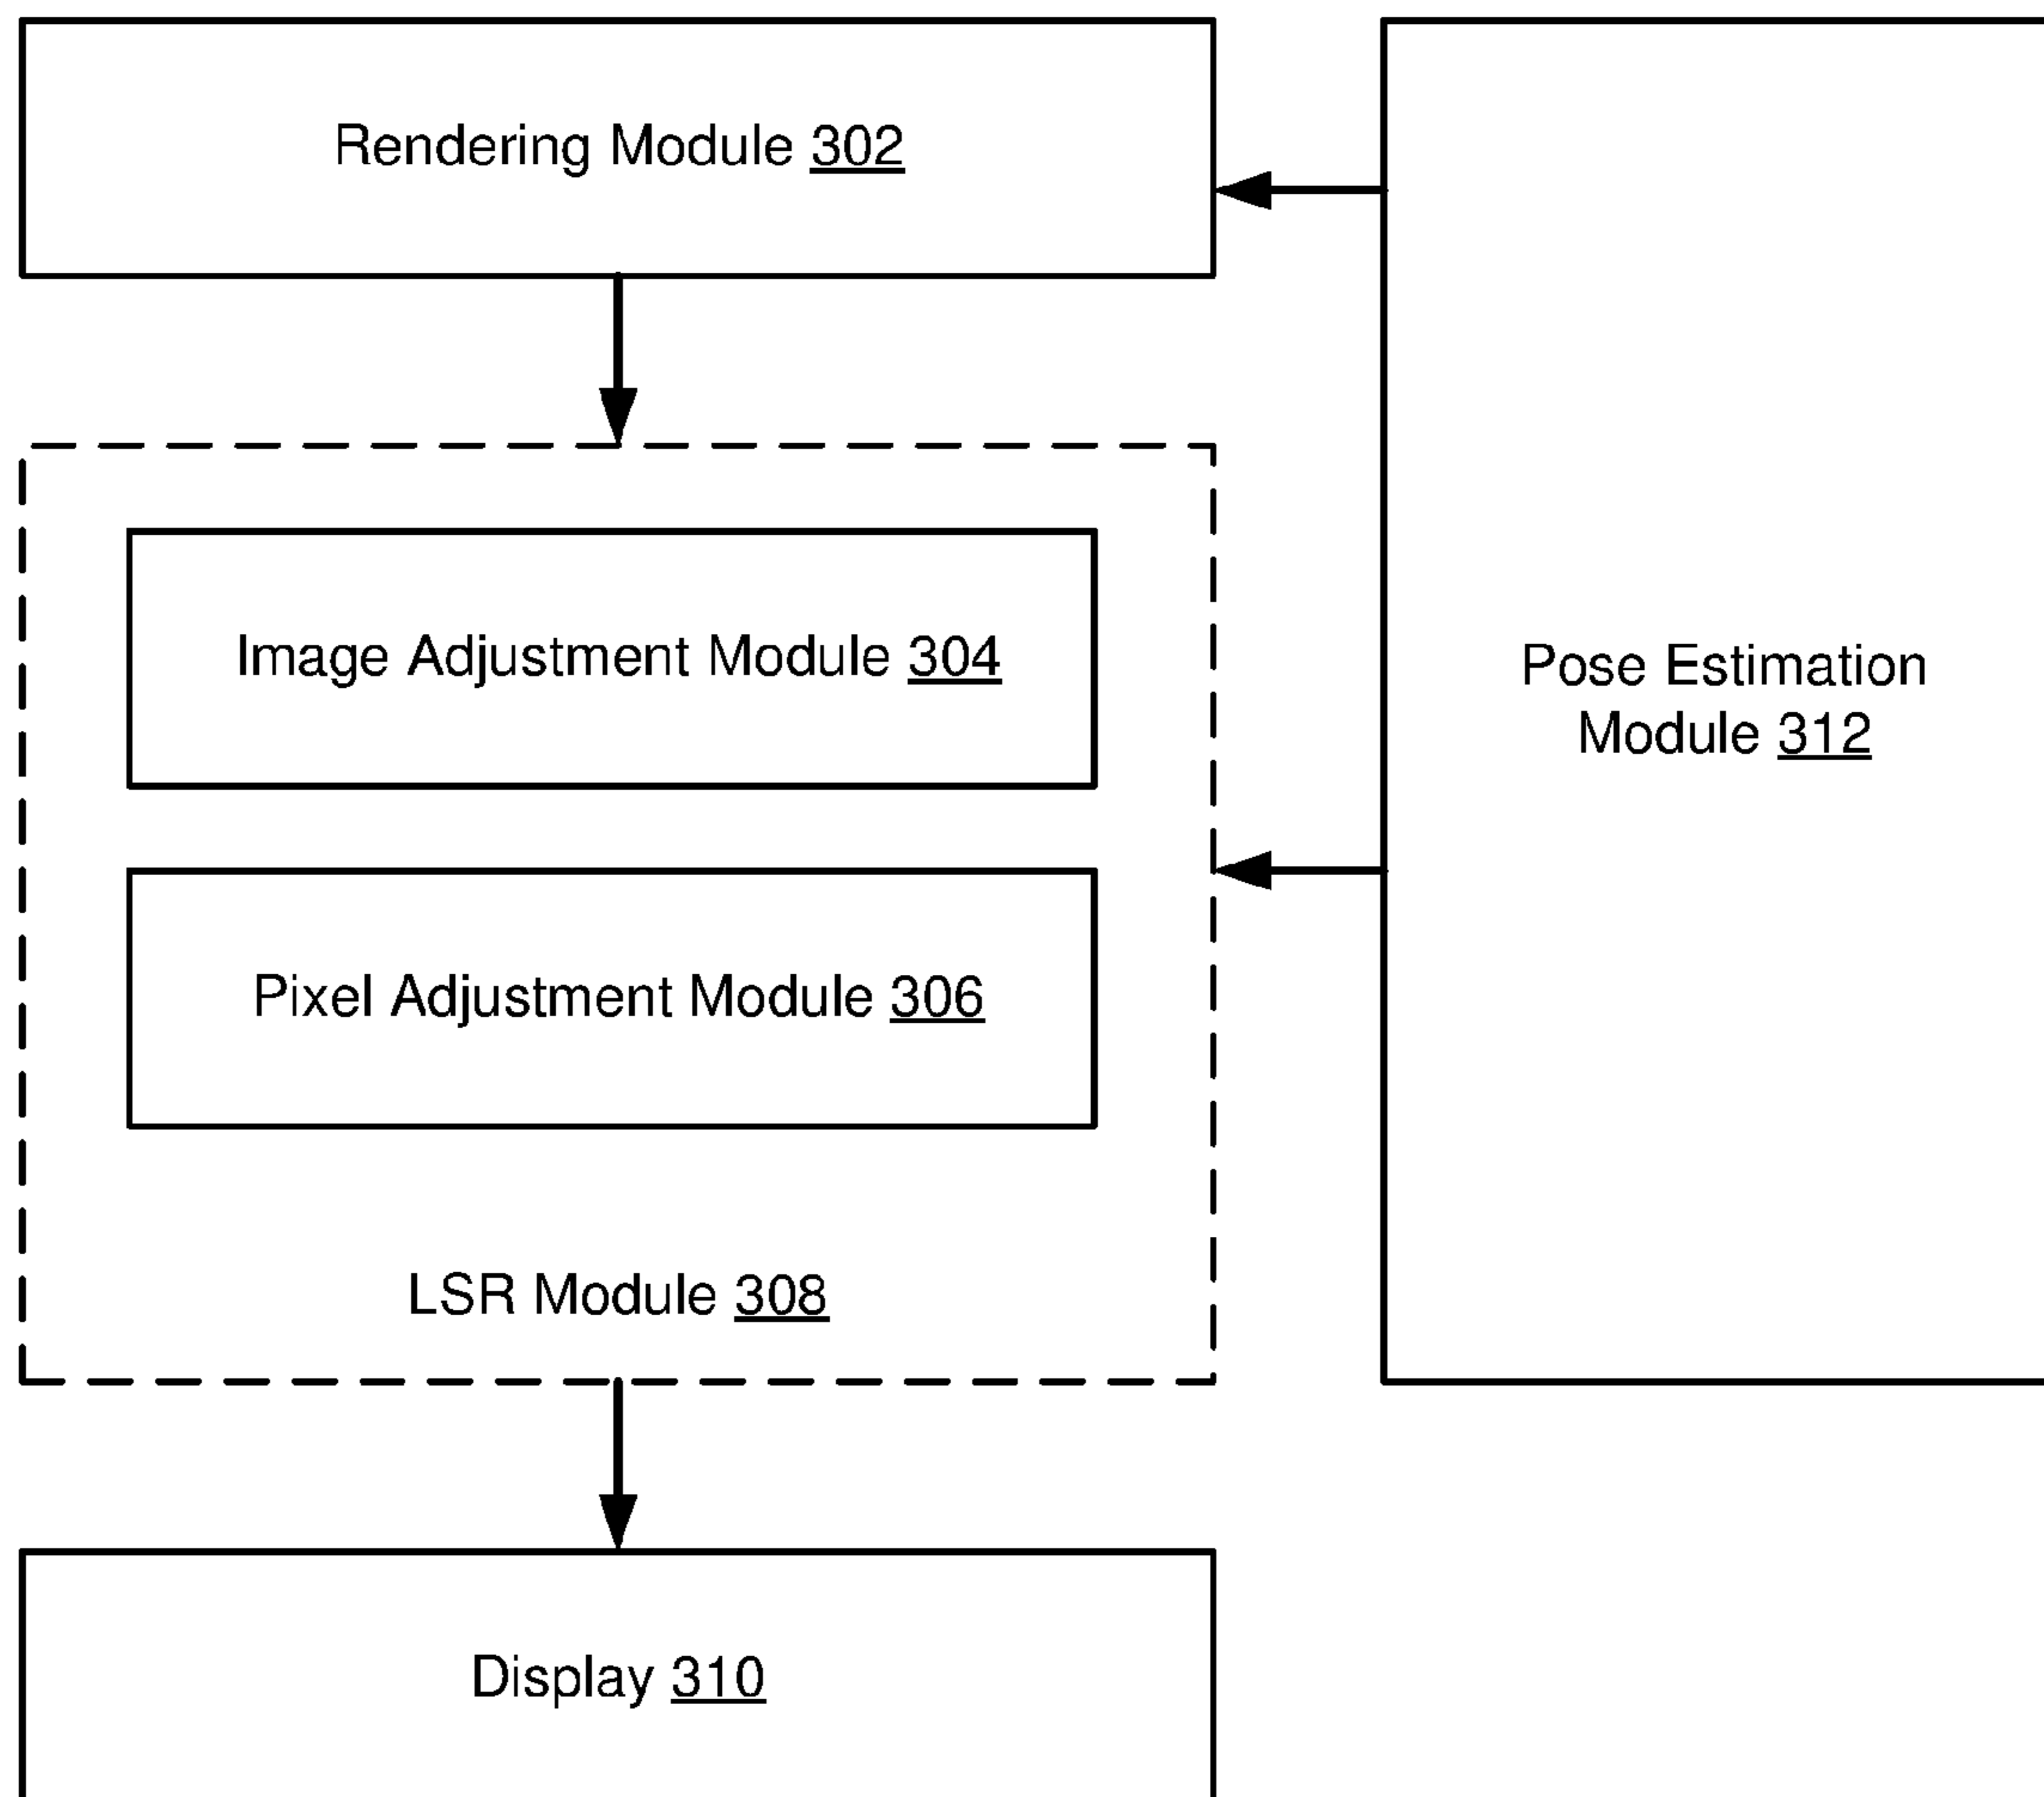 Rendering Module 302
Image Adjustment Module 304
Pose Estimation
Module 312
Pixel Adjustment Module 306
LSR Module 308
Display 310